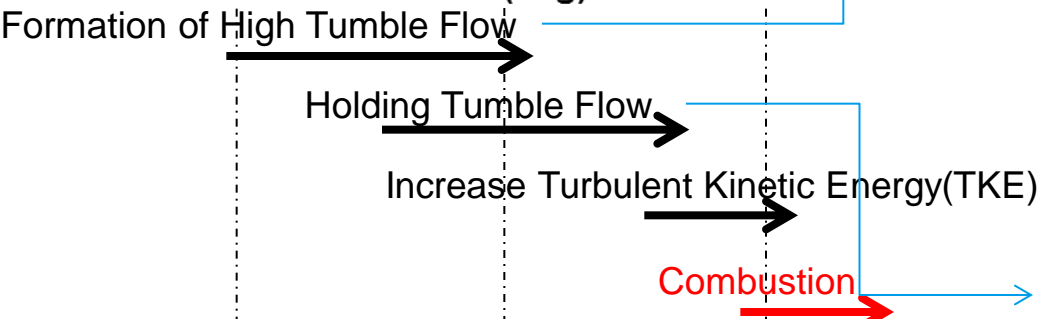 Formation of High Tumble Flow
Holding Tumble Flow
Increase Turbulent Kinetic Energy(TKE)
Combustion